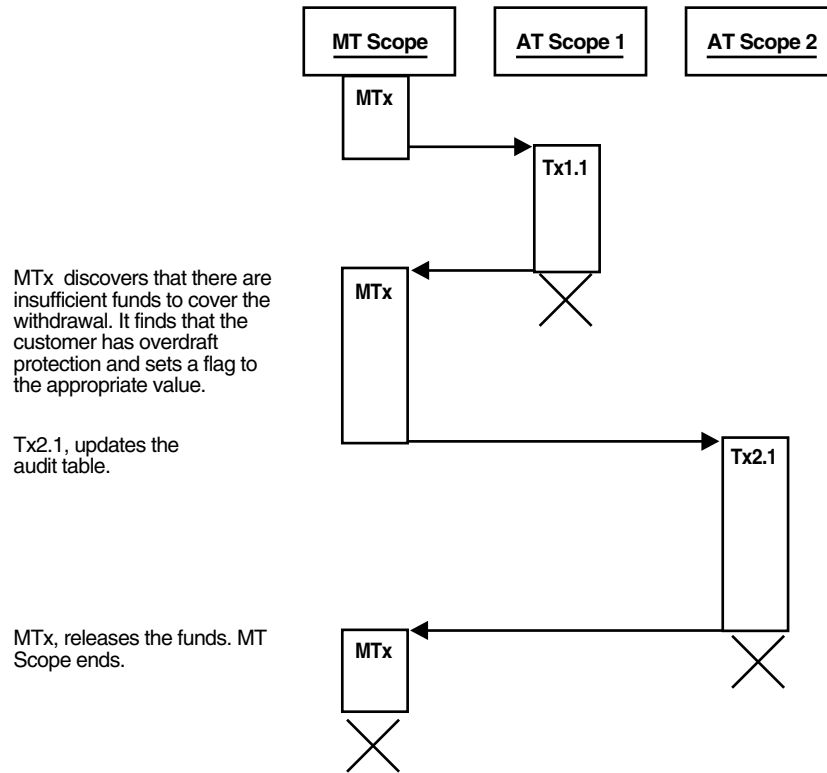 MT Scope
AT Scope 1
AT Scope 2
MTx
Tx1.1
MTx discovers that there are
insufficient funds to cover the
withdrawal. It finds that the
customer has overdraft
protection and sets a flag to
the appropriate value.
MTx
Tx2.1, updates the
audit table.
Tx2.1
MTx, releases the funds. MT
Scope ends.
MTx